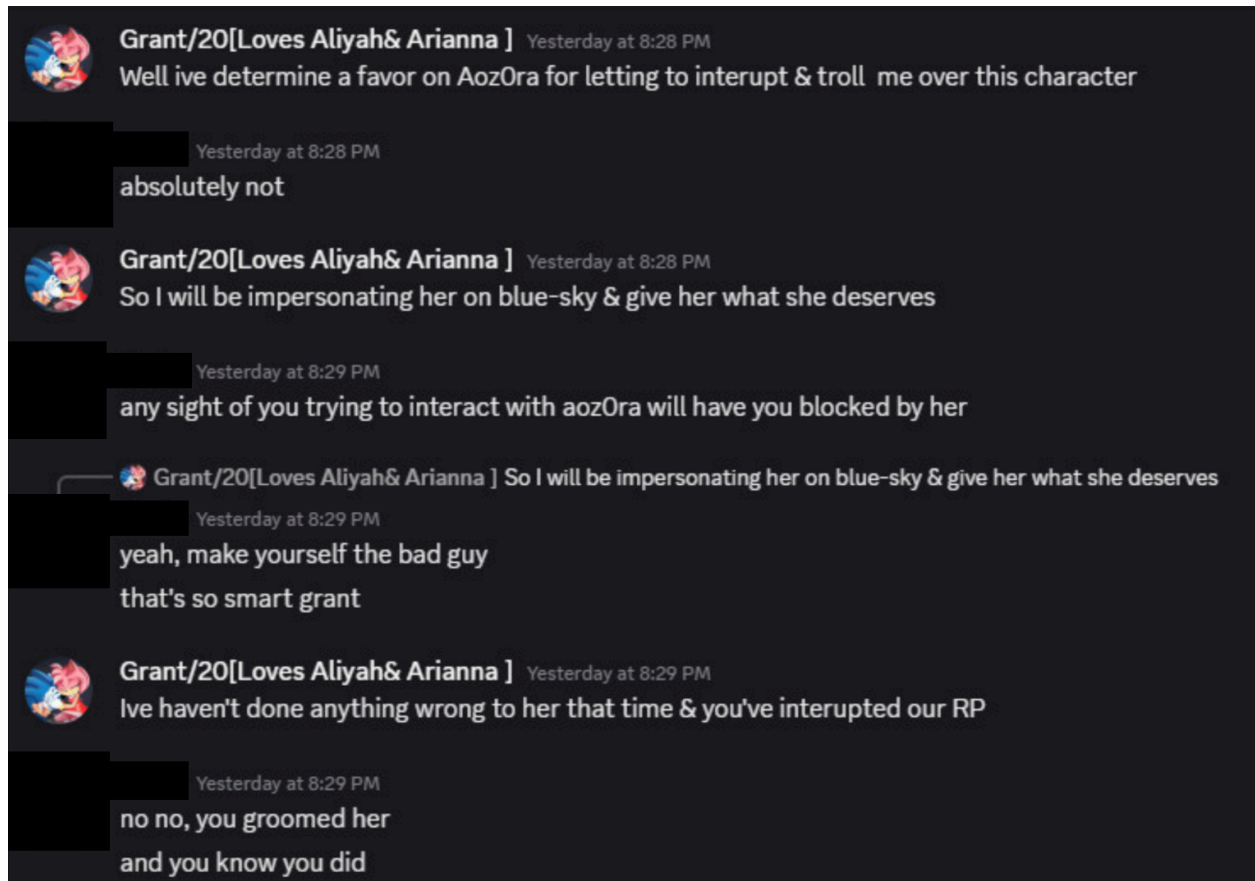 Grant/20[Loves Aliyah& Arianna ] Yesterday at 8:28 PM
Well ive determine a favor on Aoz0ra for letting to interupt & troll  me over this character
Yesterday at 8:28 PM
absolutely not
Grant/20[Loves Aliyah& Arianna ] Yesterday at 8:28 PM
So I will be impersonating her on blue-sky & give her what she deserves
Yesterday at 8:29 PM
any sight of you trying to interact with aoz0ra will have you blocked by her
Grant/20[Loves Aliyah& Arianna ] So I will be impersonating her on blue-sky & give her what she deserves
Yesterday at 8:29 PM
yeah, make yourself the bad guy
that's so smart grant
Grant/20[Loves Aliyah& Arianna ] Yesterday at 8:29 PM
Ive haven't done anything wrong to her that time & you've interupted our RP
Yesterday at 8:29 PM
no no, you groomed her
and you know you did